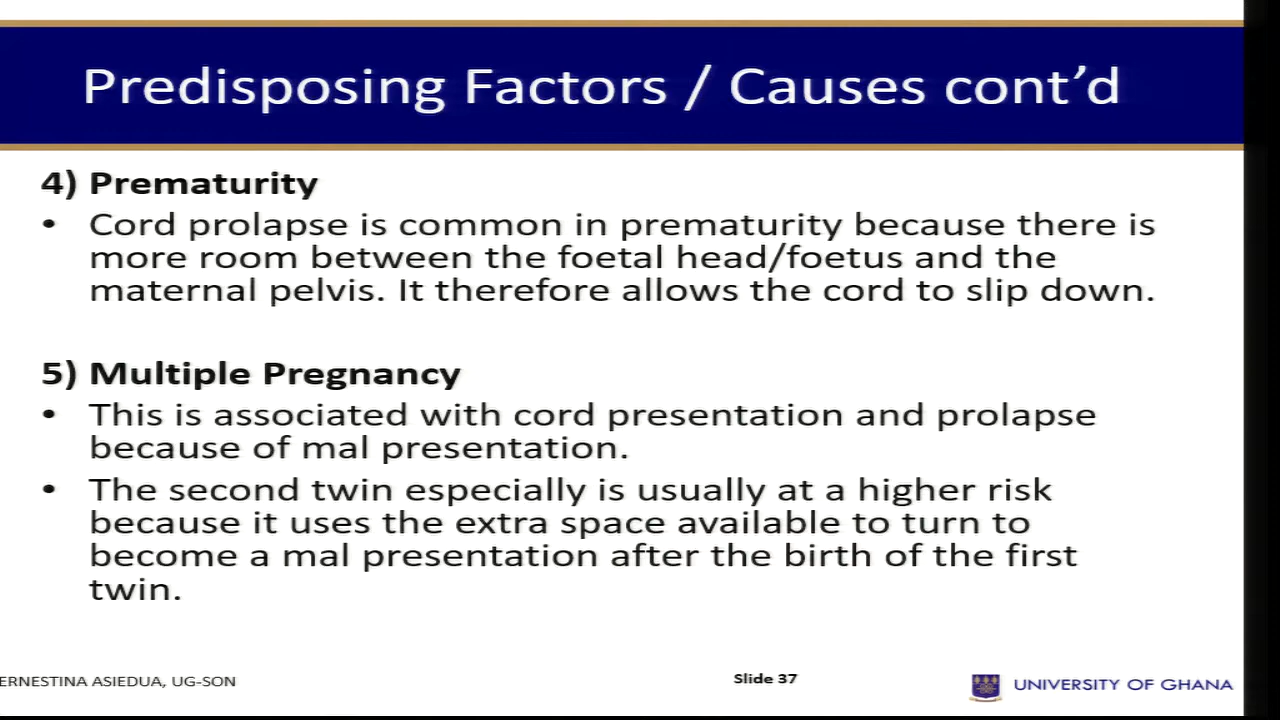 Predisposing Factors / Causes cont’d
4) Prematurity
• Cord prolapse is common in prematurity because there is
more room between the foetal head/foetus and the
maternal pelvis. It therefore allows the cord to slip down.
5) Multiple Pregnancy
• This is associated with cord presentation and prolapse
because of mal presentation.
• The second twin especially is usually at a higher risk
because it uses the extra space available to turn to
become a mal presentation after the birth of the first
twin.
ERNESTINA ASIEDUA, UG-SON
Slide 37
UNIVERSITY OF GHANA